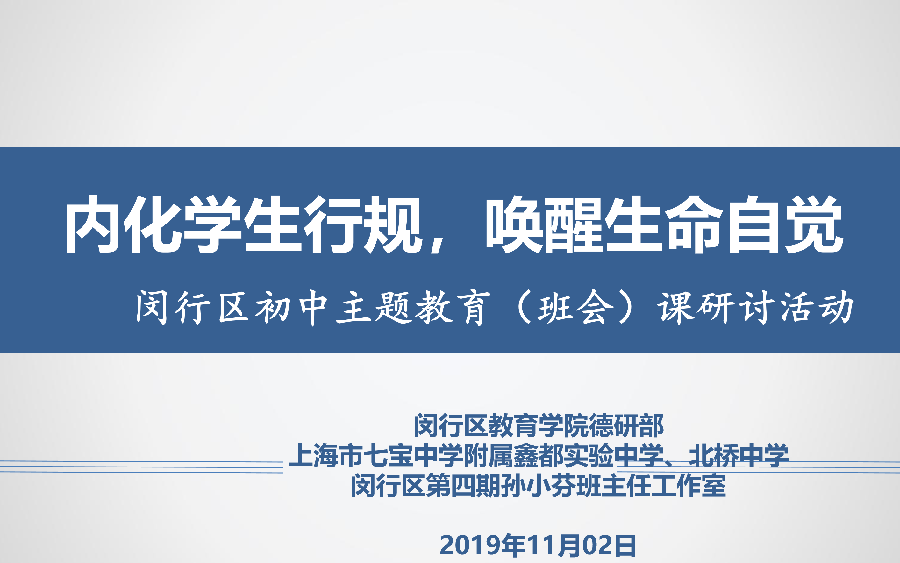 内化学生行规，唤醒生命自觉
闵行区初中主题教育（班会）课研讨活动
闵行区教育学院德研部
上海市七宝中学附属鑫都实验中学、北桥中学
闵行区第四期孙小芬班主任工作室
2019年11月02日